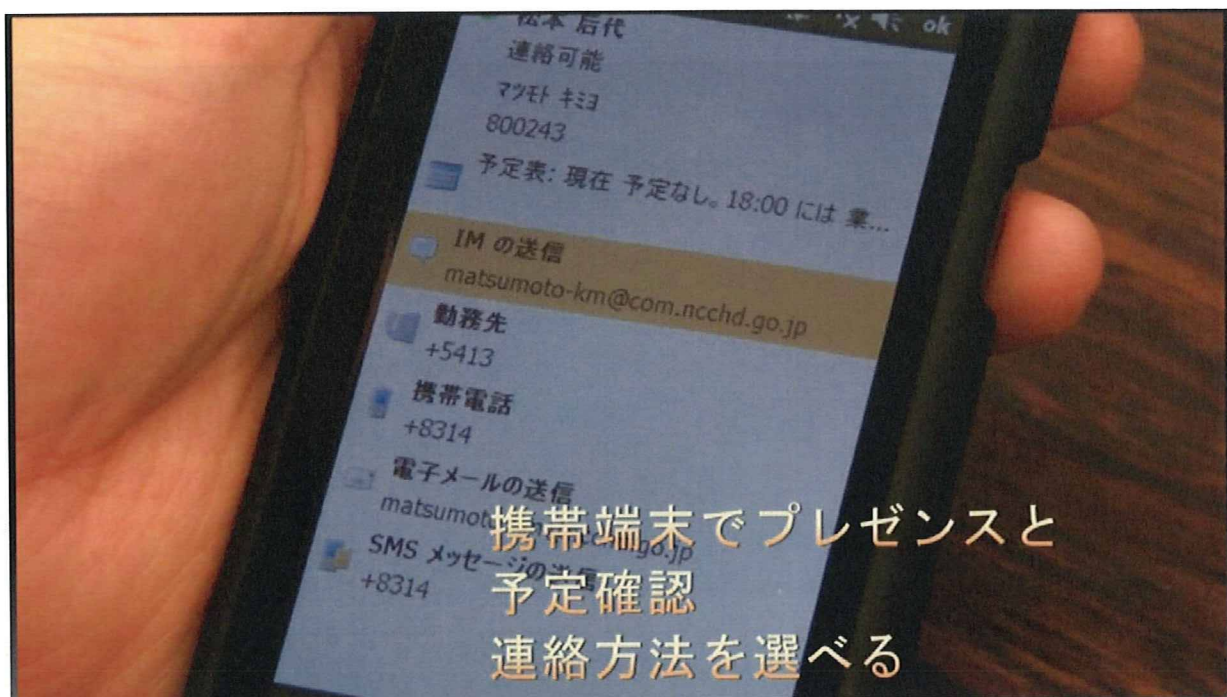 松本 后代
ok
連絡可能
マツモト キミヨ
800243
予定表: 現在 予定なし。18:00 には 業...
IM の送信
matsumoto-km@com.ncchd.go.jp
勤務先
+5413
携帯電話
+8314
電子メールの送信
SMS メッセージの送信
+8314
携帯端末でプレゼンスと
予定確認
連絡方法を選べる